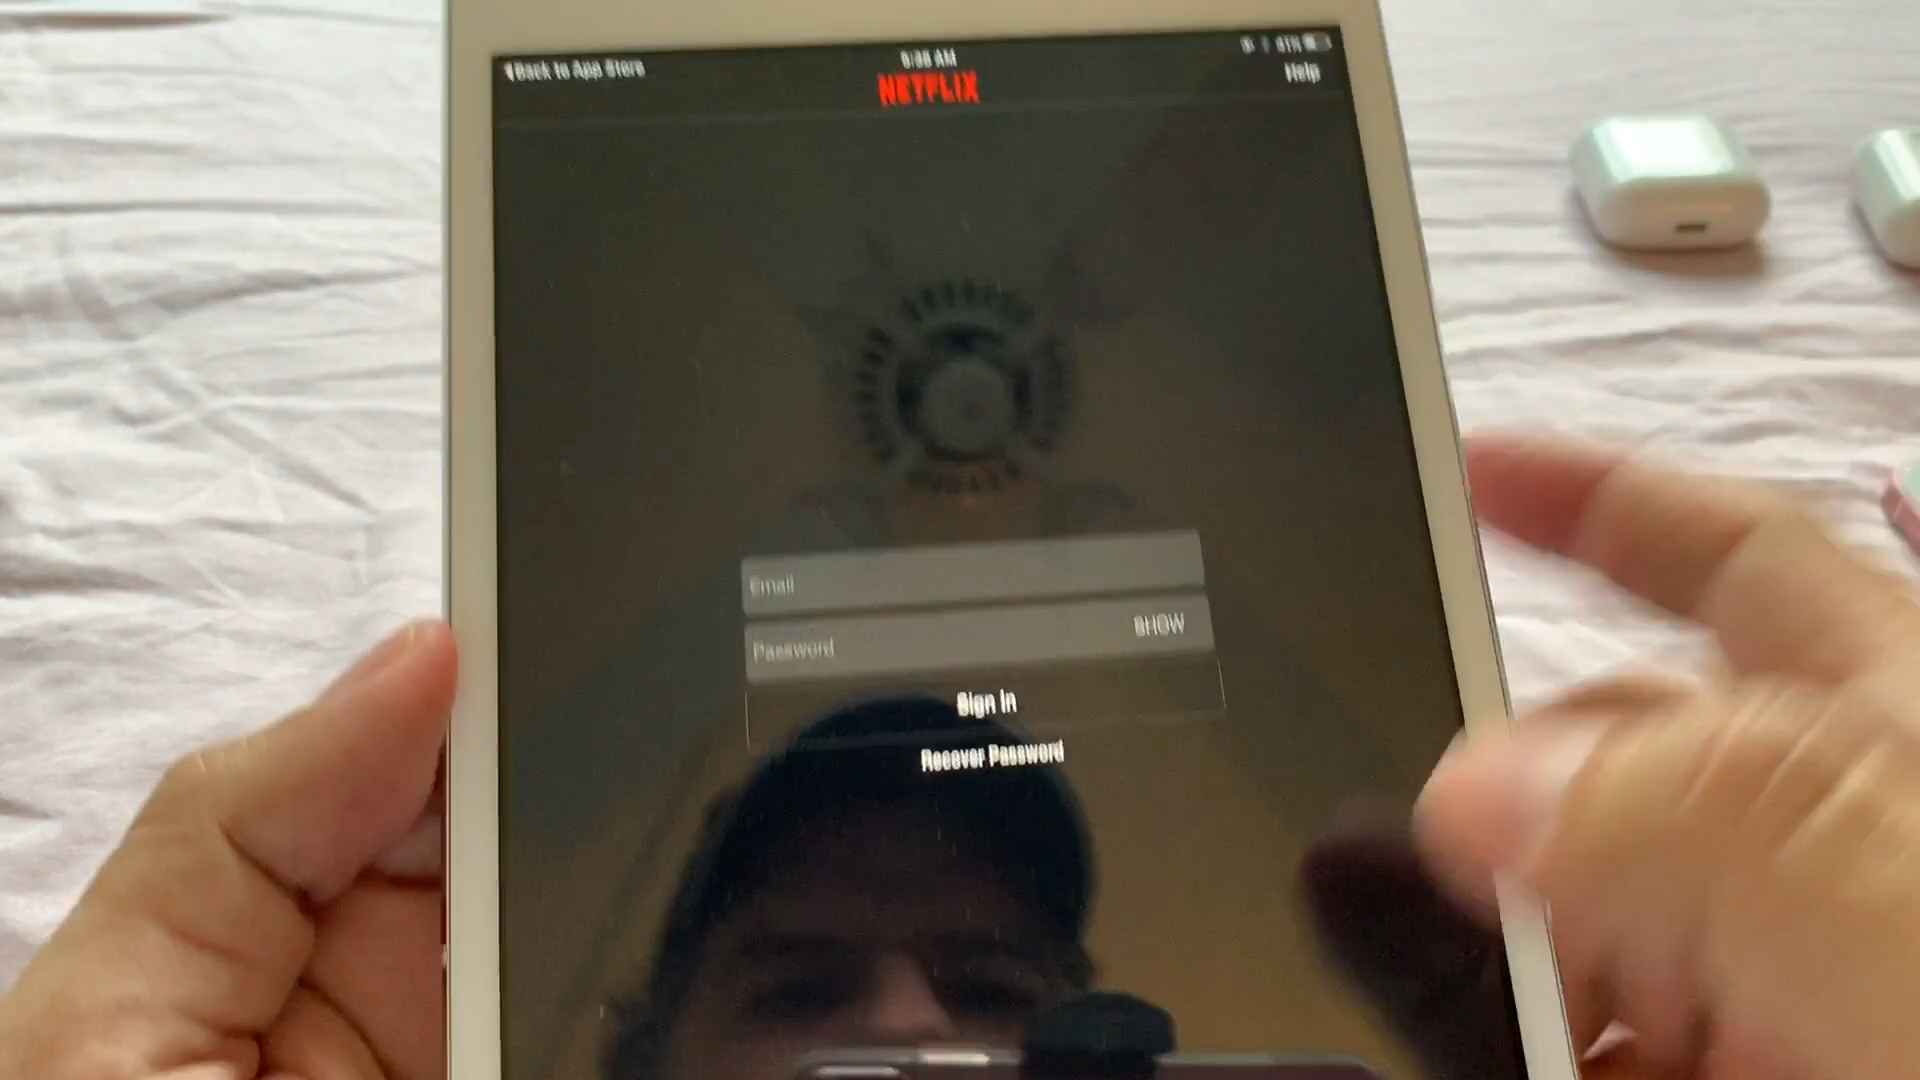 Back to App Store
NETFLIX
Help
Email
Password
SHOW
Sign In
Recover Password